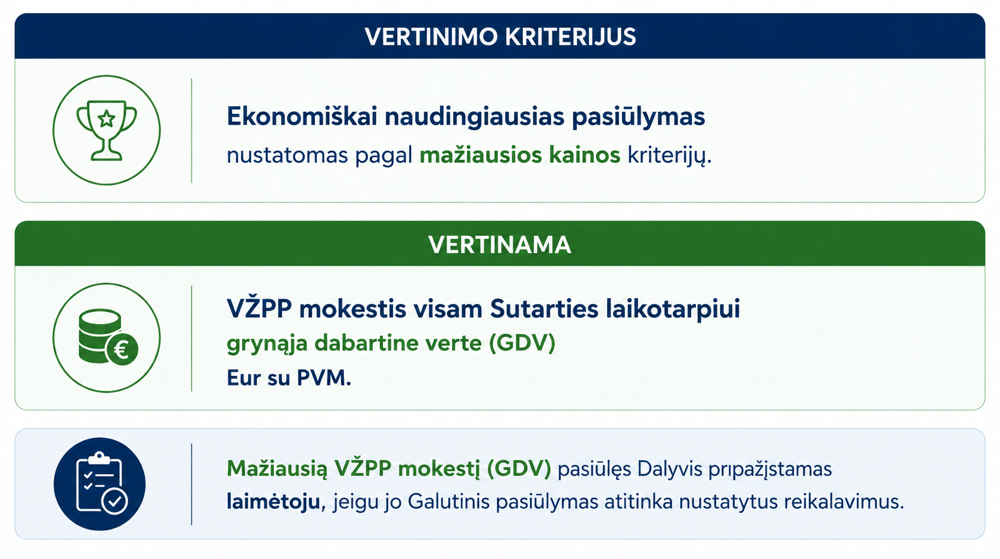 VERTINIMO KRITERIJUS
Ekonomiškai naudingiausias pasiūlymas
nustatomas pagal mažiausios kainos kriterijų.
VERTINAMA
VŽPP mokestis visam Sutarties laikotarpiui
grynąja dabartine verte (GDV)
€
Eur su PVM.
Mažiausią VŽPP mokestį (GDV) pasiūlęs Dalyvis prıpažįstamas
laimėtoju, jeigu jo Galutinis pasiūlymas atitinka nustatytus reikalavimus.